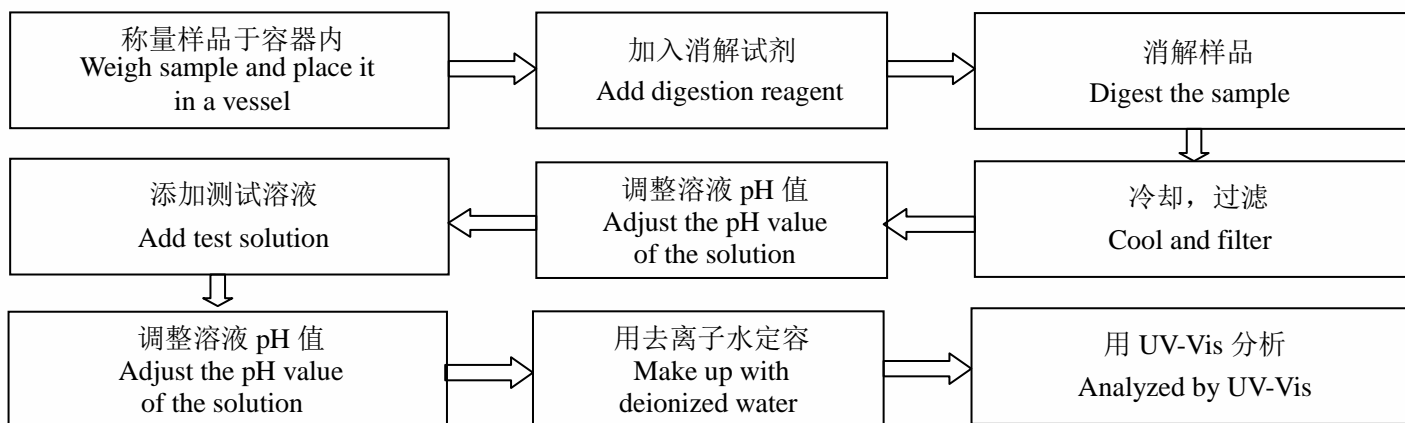 称量样品于容器内
Weigh sample and place it
in a vessel
加入消解试剂
Add digestion reagent
消解样品
Digest the sample
冷却，过滤
Cool and filter
调整溶液 pH 值
Adjust the pH value
of the solution
添加测试溶液
Add test solution
调整溶液 pH 值
Adjust the pH value
of the solution
用去离子水定容
Make up with
deionized water
用 UV-Vis 分析
Analyzed by UV-Vis